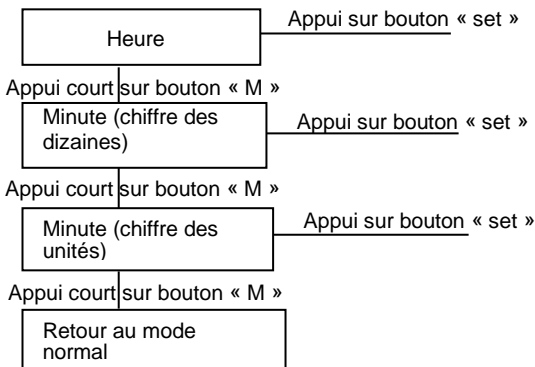 Appui sur bouton « set »
Heure
Appui court sur bouton « M »
Minute (chiffre des
dizaines)
Appui sur bouton « set »
Appui court sur bouton « M »
Minute (chiffre des
unités)
Appui sur bouton « set »
Appui court sur bouton « M »
Retour au mode
normal